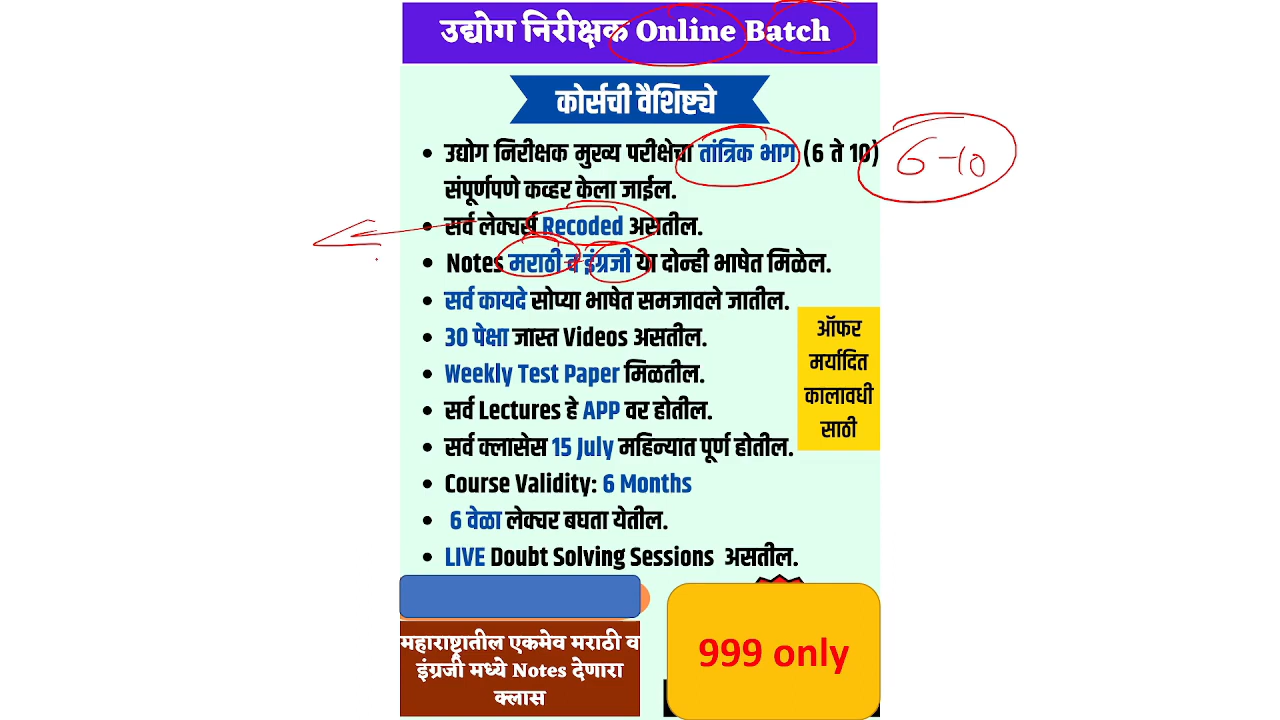 उद्योग निरीक्षक Online Batch
कोर्सची वैशिष्ट्ये
• उद्योग निरीक्षक मुख्य परीक्षेचा तांत्रिक भाग (6 ते 10)
संपूर्णपणे कव्हर केला जाईल.
6-10
• सर्व लेक्चर्स Recoded असतील.
• Notes मराठी व इंग्रजी या दोन्ही भाषेत मिळेल.
• सर्व कायदे सोप्या भाषेत समजावले जातील.
• 30 पेक्षा जास्त Videos असतील.
• Weekly Test Paper मिळतील.
• सर्व Lectures हे APP वर होतील.
• सर्व क्लासेस 15 July महिन्यात पूर्ण होतील.
• Course Validity: 6 Months
• 6 वेळा लेक्चर बघता येतील.
• LIVE Doubt Solving Sessions असतील.
ऑफर
मर्यादित
कालावधी
साठी
महाराष्ट्रातील एकमेव मराठी व
इंग्रजी मध्ये Notes देणारा
क्लास
999 only